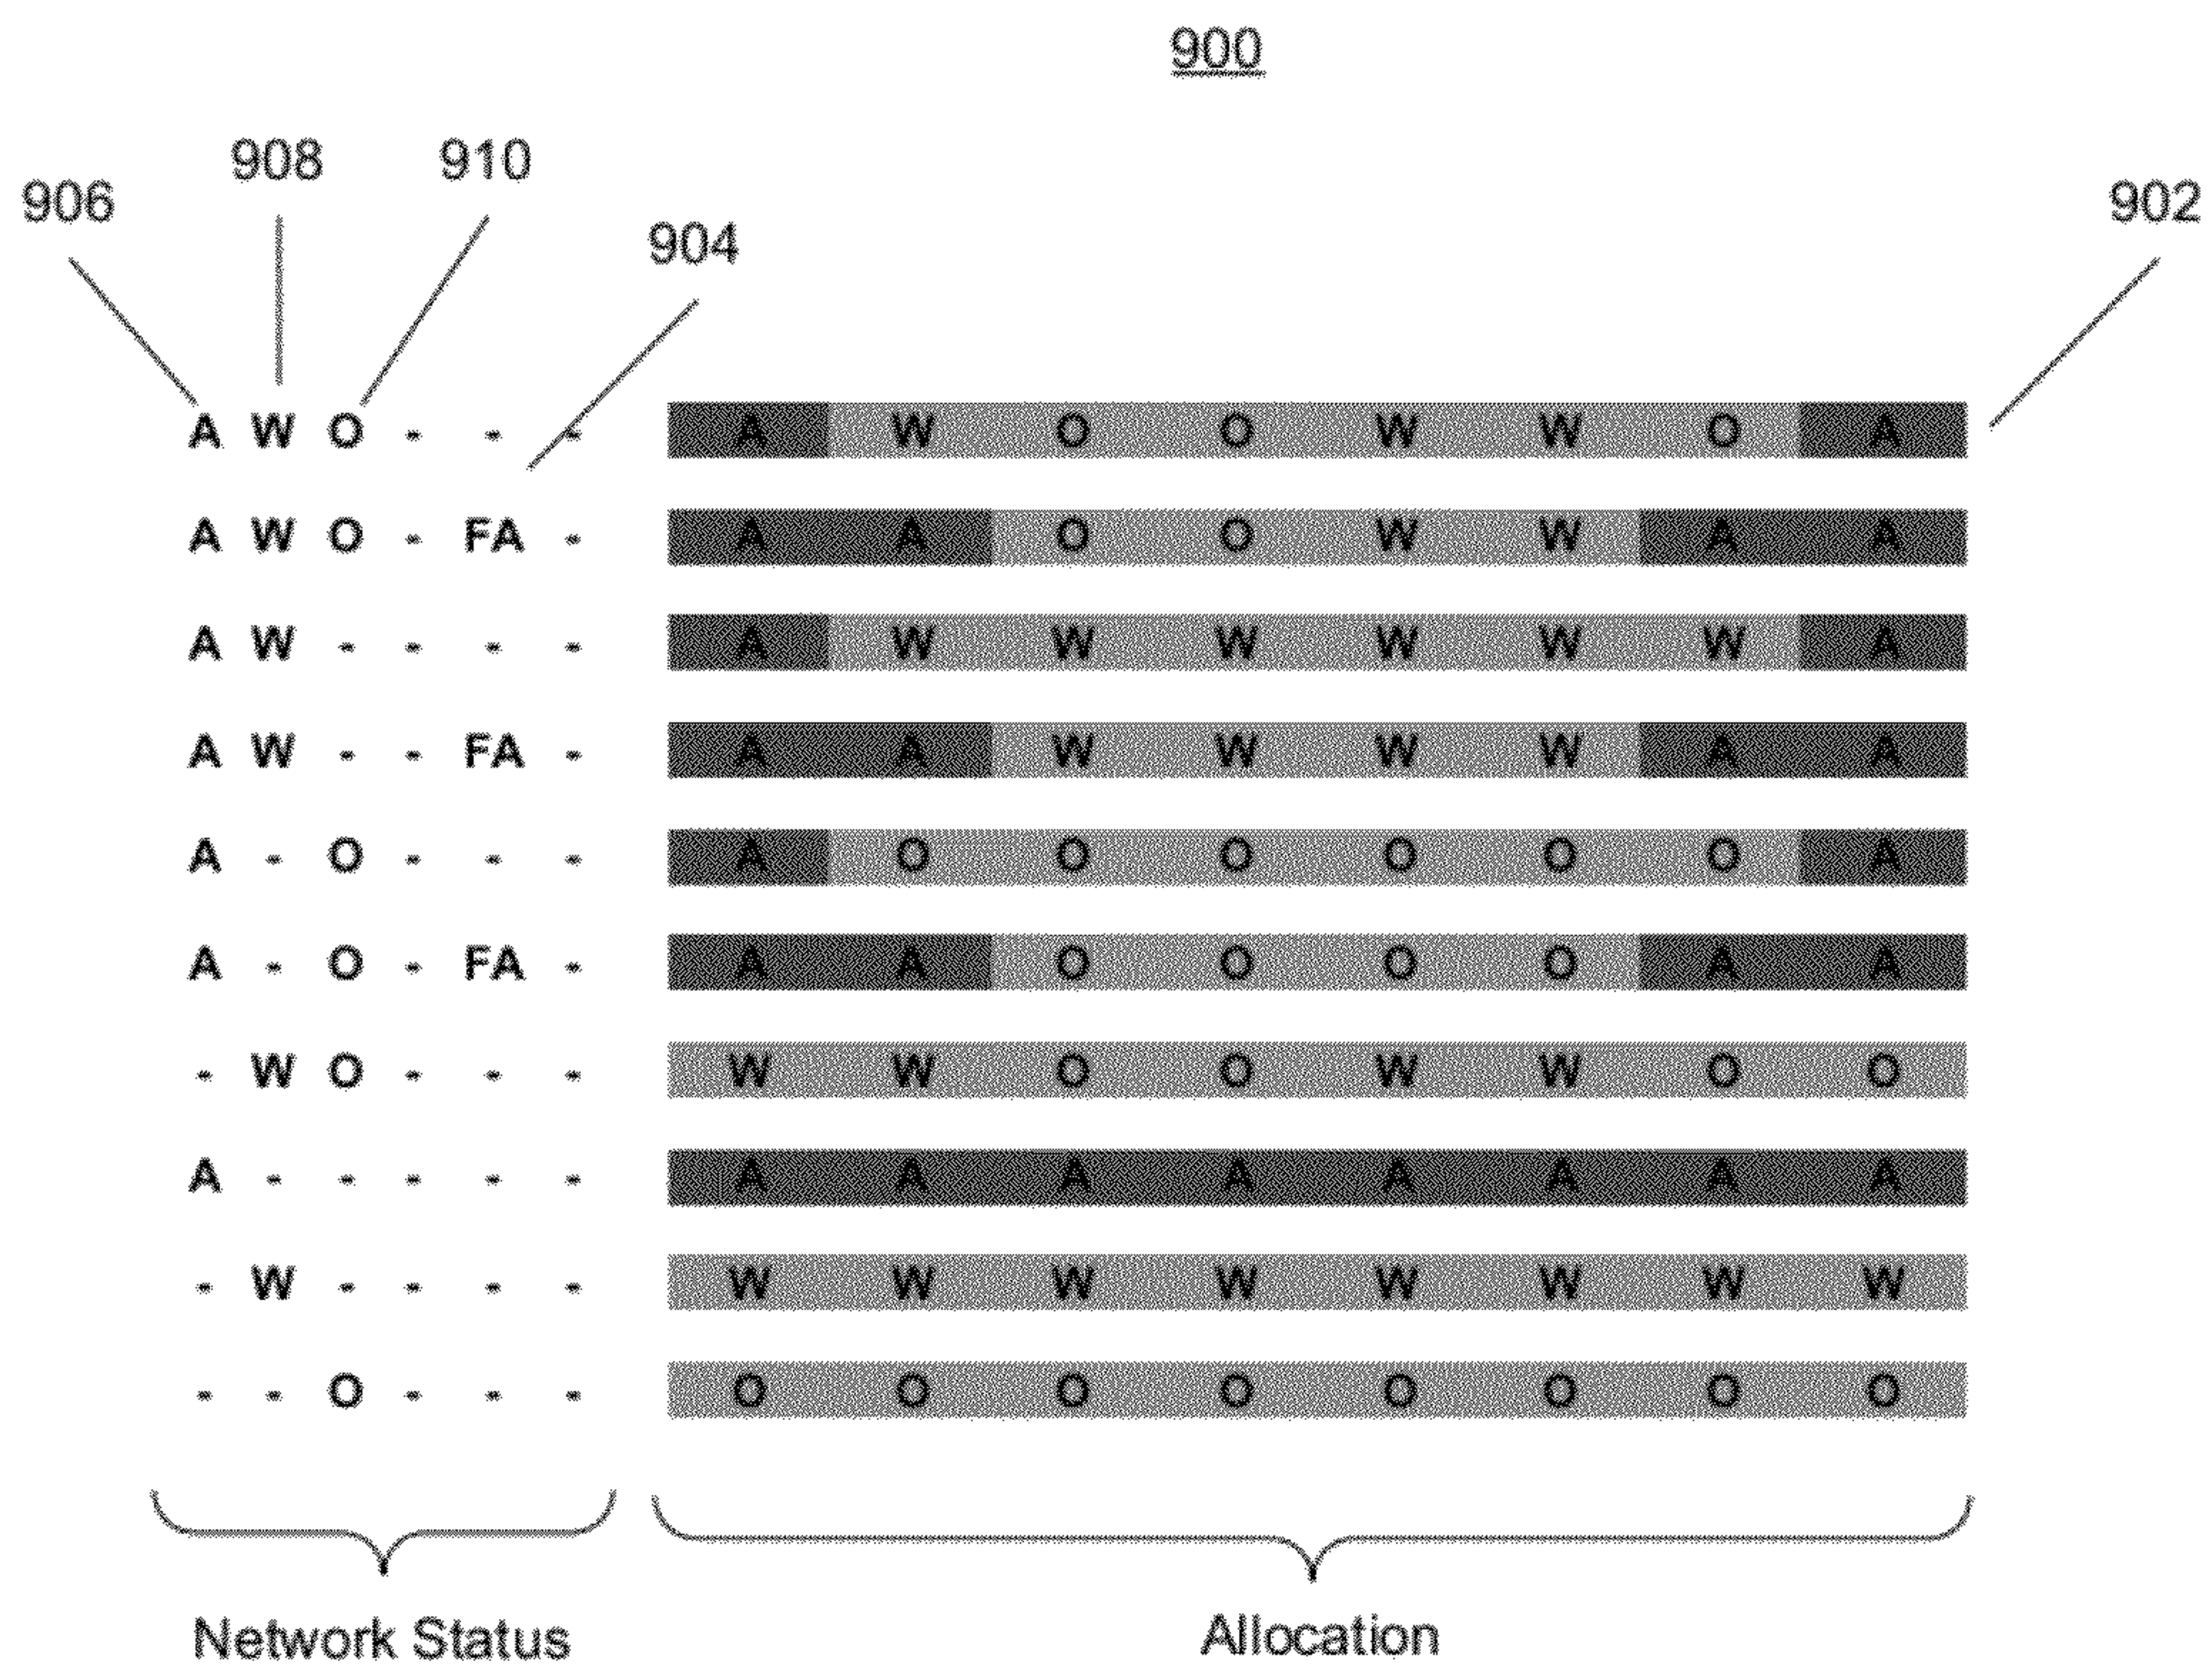 900
908 910
906 902
904
A W O - - - A W O O W W O A
A W O - FA - A A O O W W A A
A W - - - - A W W W W W W A
A W - - FA - A A W W W W A A
A - O - - - A O O O O O O A
A - O - FA - A A O O O O A A
- W O - - - W W O O W W O O
A - - - - - A A A A A A A A
- W - - - - W W W W W W W W
- - O - - - O O O O O O O O
Network Status Allocation